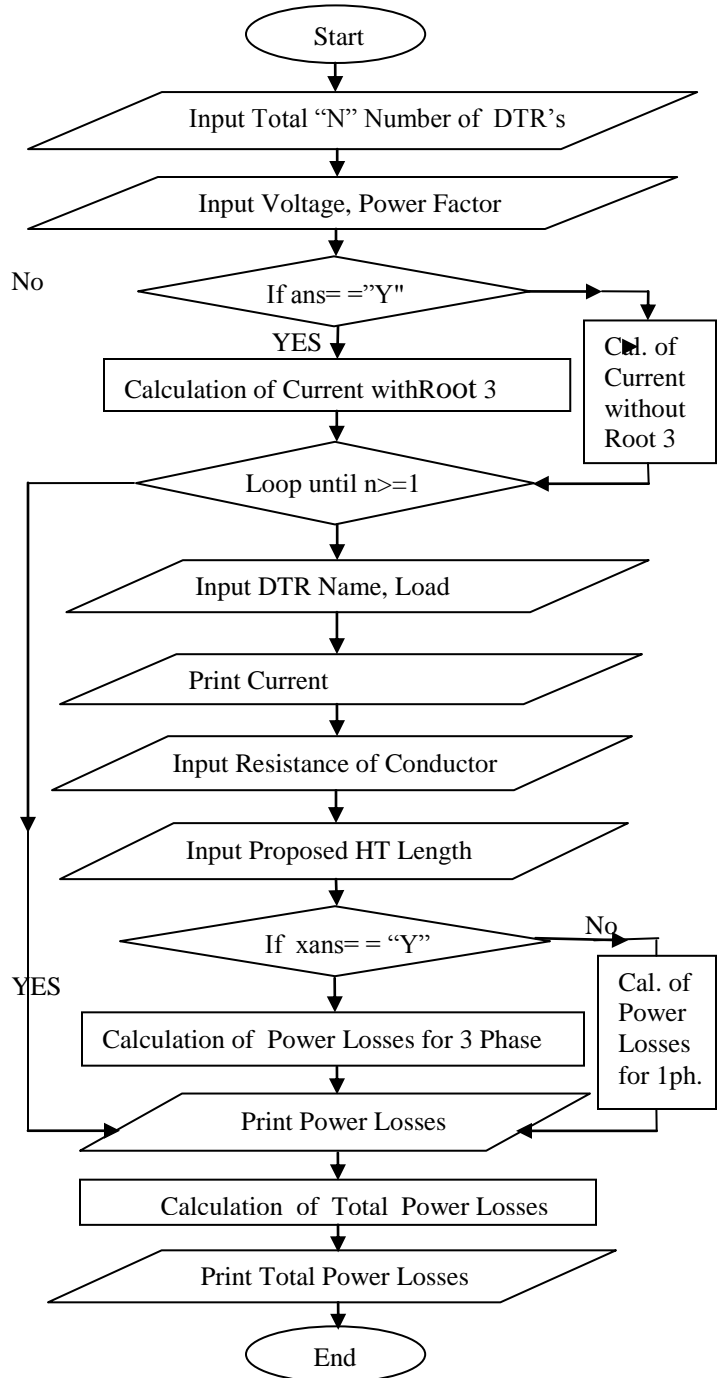 Start
Input Total “N” Number of DTR’s
Input Voltage, Power Factor
No
If ans= =”Y"
YES
Cal. of
Current
without
Root 3
Calculation of Current withRoot 3
Loop until n>=1
Input DTR Name, Load
Print Current
Input Resistance of Conductor
Input Proposed HT Length
If xans= = “Y”
No
YES
Cal. of
Power
Losses
for 1ph.
Calculation of Power Losses for 3 Phase
Print Power Losses
Calculation of Total Power Losses
Print Total Power Losses
End